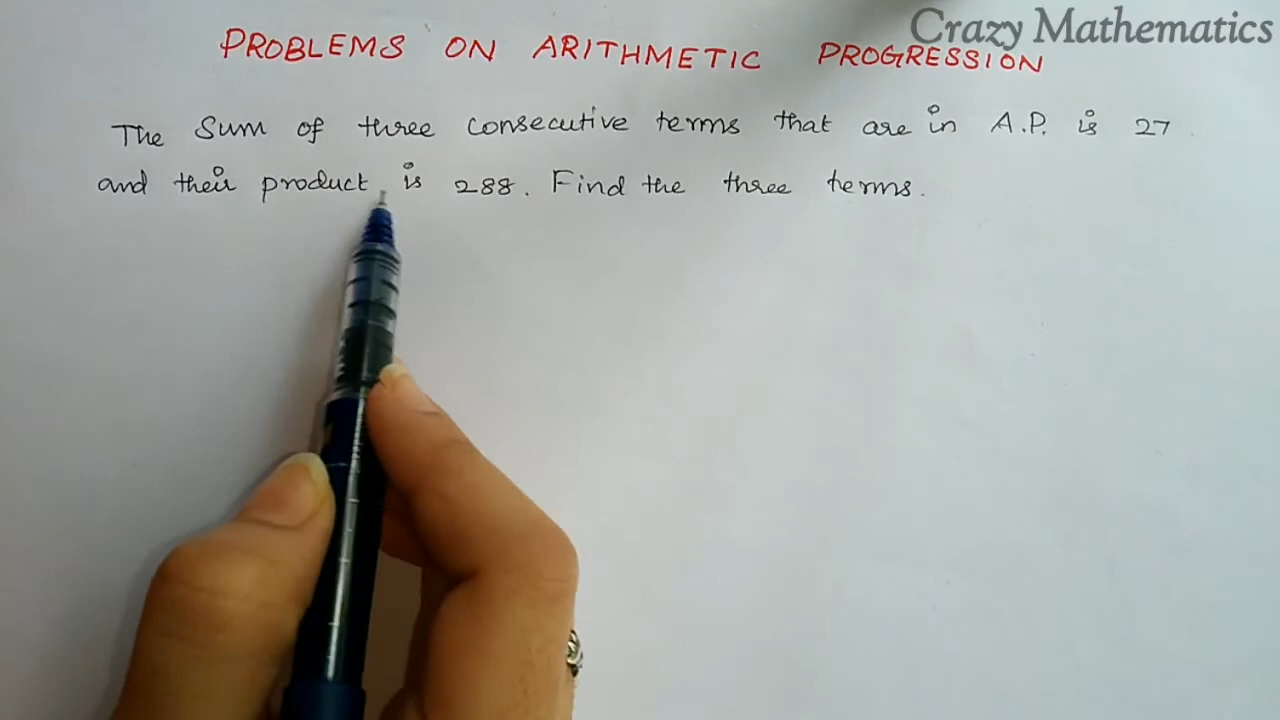 Crazy Mathematics
PROBLEMS ON ARITHMETIC PROGRESSION
The sum of three consecutive terms that are in A.P. is 27
and their product is 288. Find the three terms.